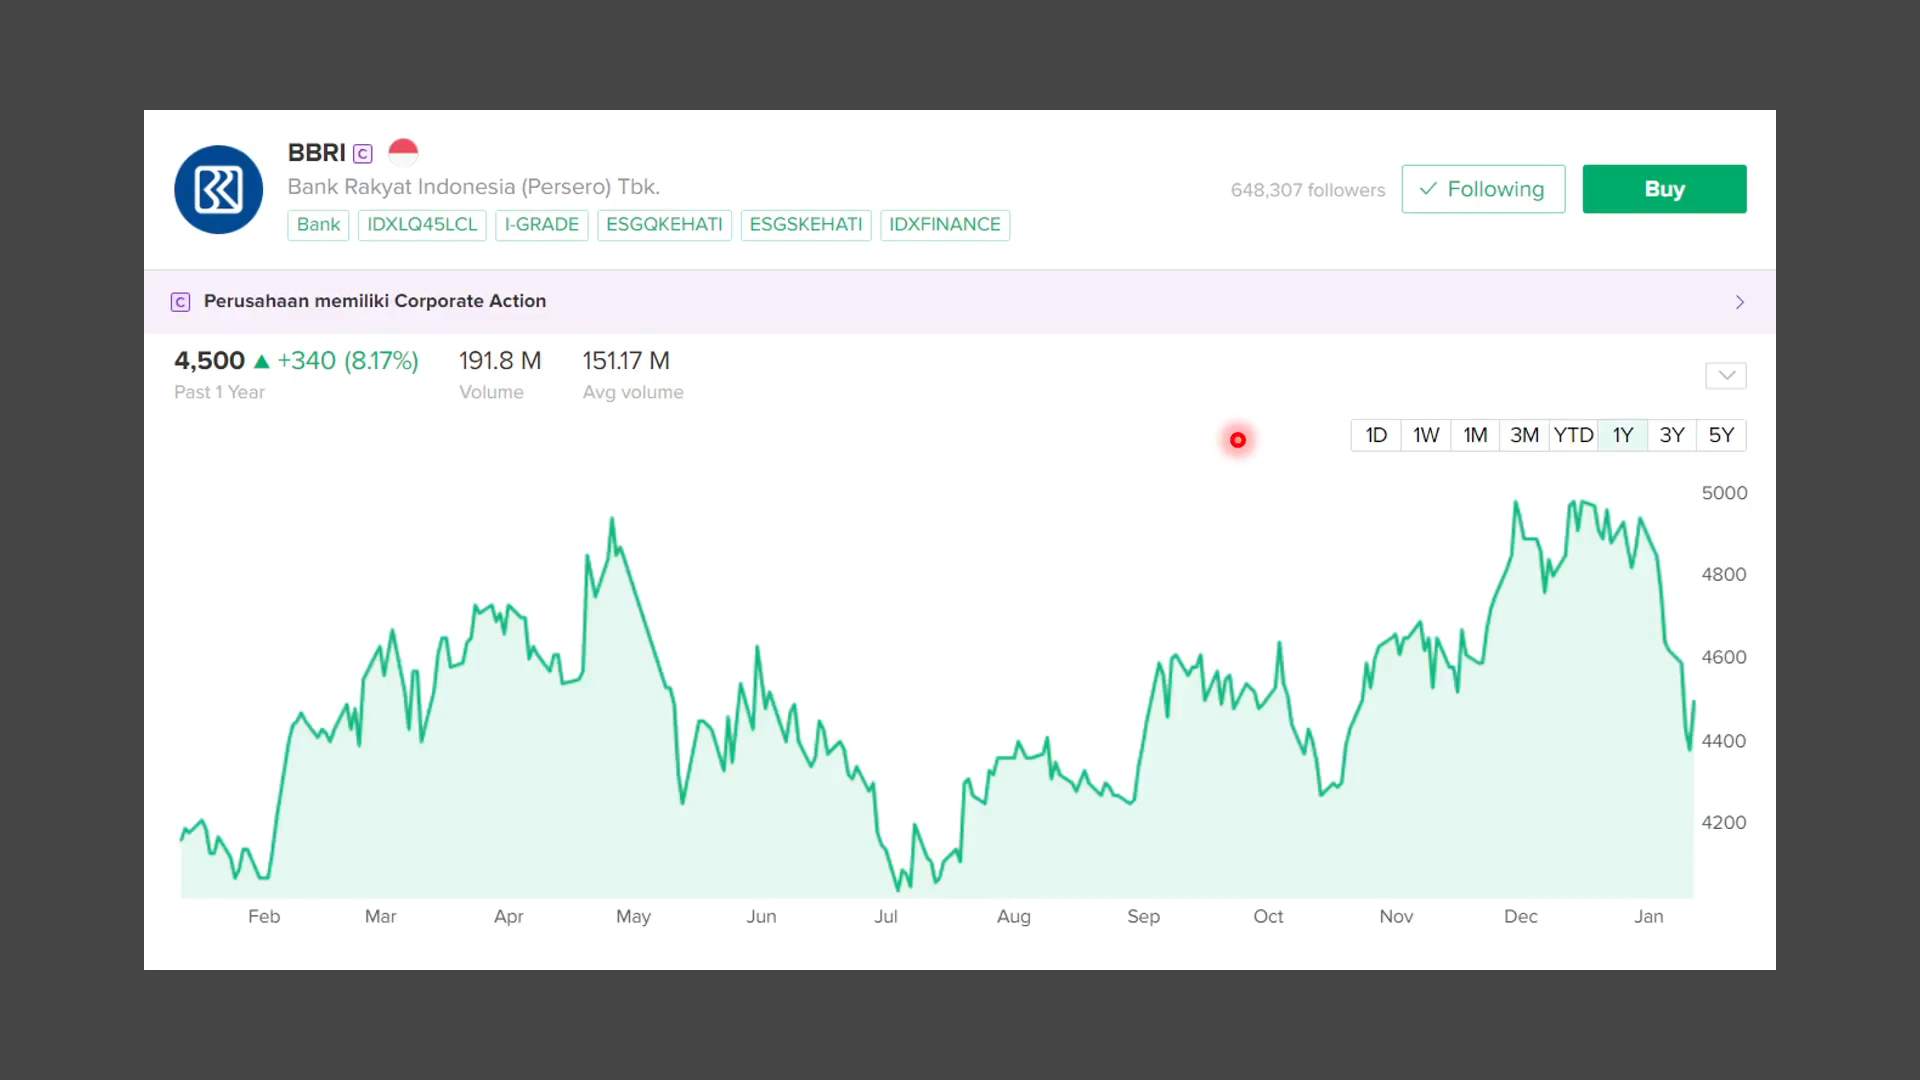 BBRI C
Bank Rakyat Indonesia (Persero) Tbk.
Bank IDXLQ45LCL I-GRADE ESGQKEHATI ESGSKEHATI IDXFINANCE
648,307 followers Following Buy
C Perusahaan memiliki Corporate Action
4,500 +340 (8.17%) 191.8 M 151.17 M
Past 1 Year Volume Avg volume
1D 1W 1M 3M YTD 1Y 3Y 5Y
5000
4800
4600
4400
4200
Feb Mar Apr May Jun Jul Aug Sep Oct Nov Dec Jan